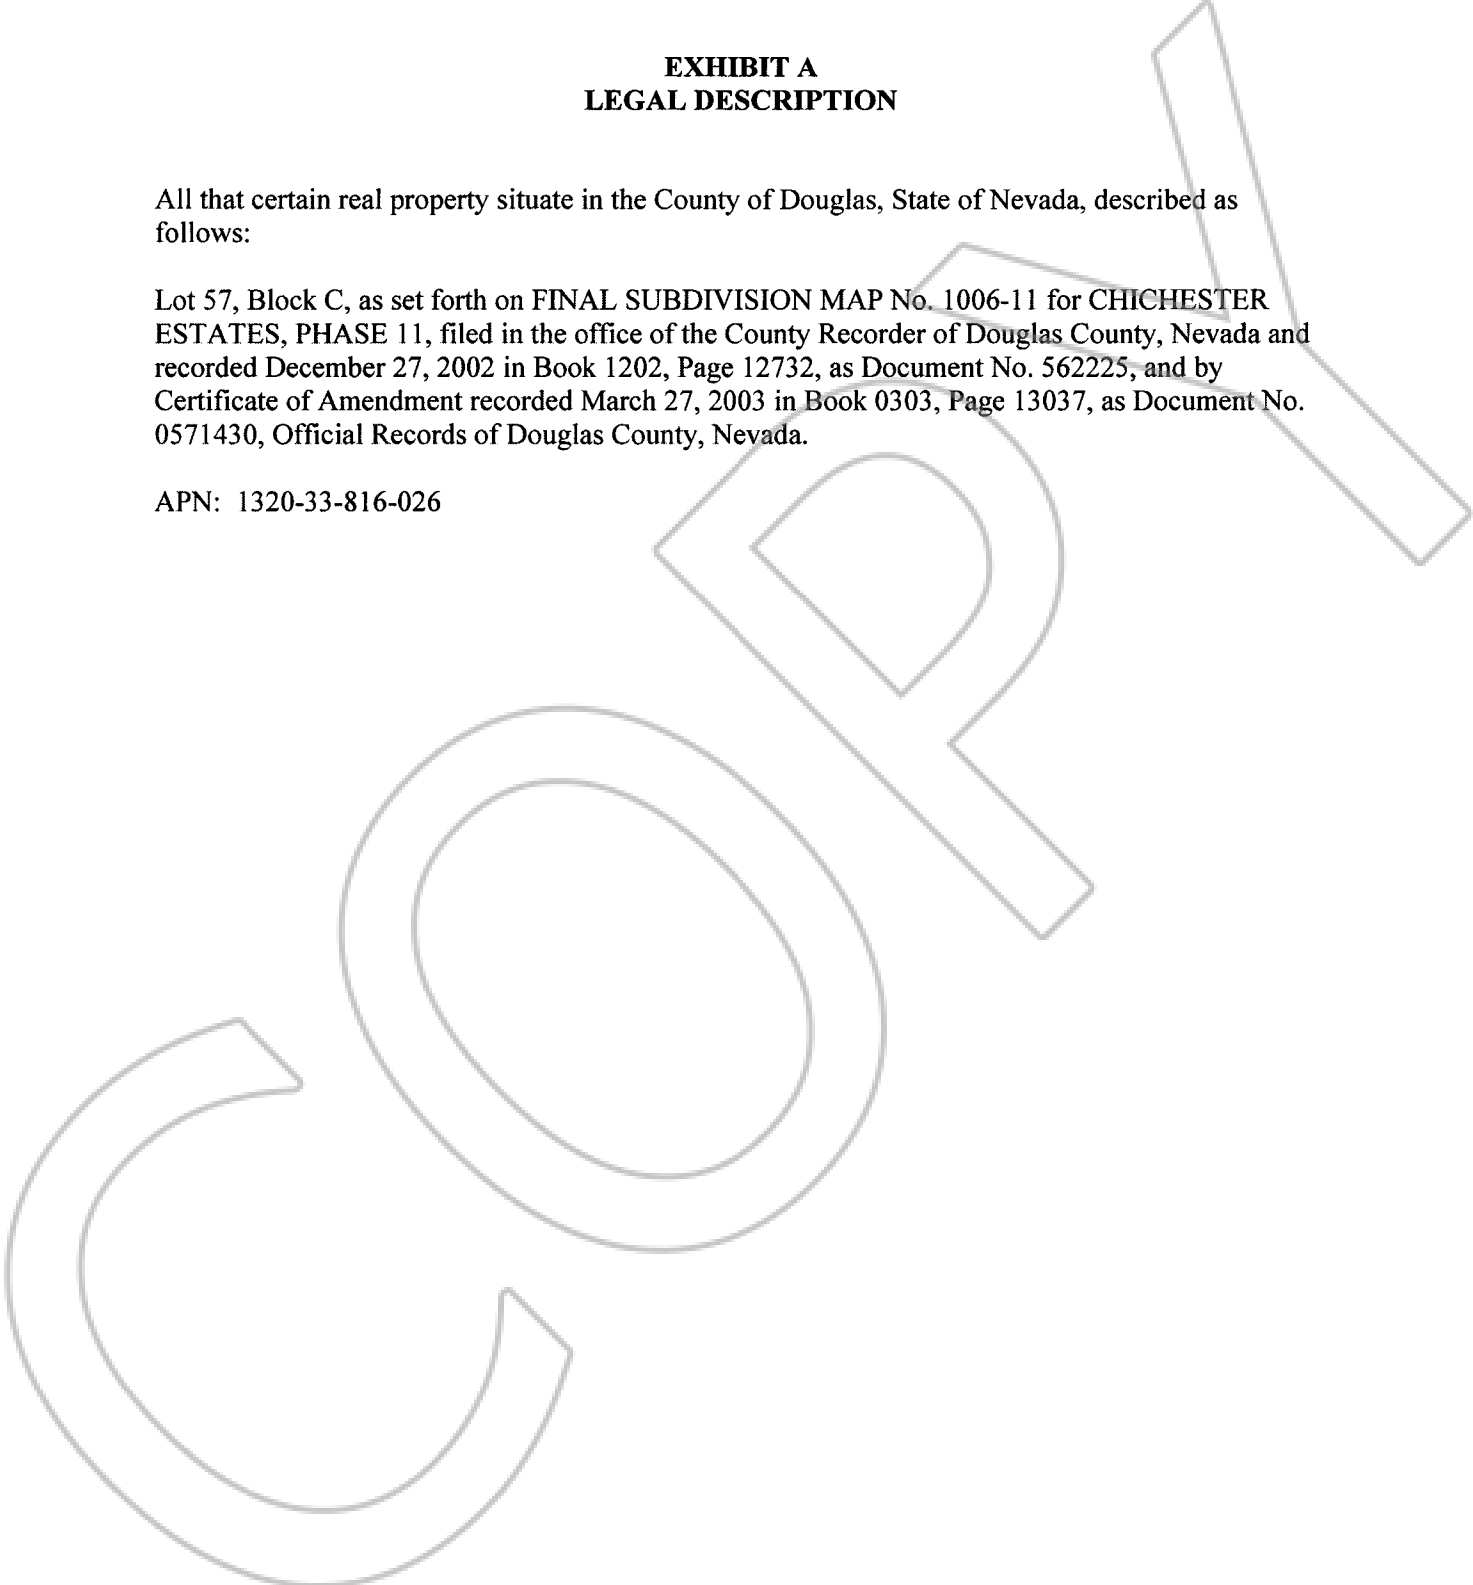 EXHIBIT A
LEGAL DESCRIPTION
All that certain real property situate in the County of Douglas, State of Nevada, described as
follows:
Lot 57, Block C, as set forth on FINAL SUBDIVISION MAP No. 1006-11 for CHICHESTER
ESTATES, PHASE 11, filed in the office of the County Recorder of Douglas County, Nevada and
recorded December 27, 2002 in Book 1202, Page 12732, as Document No. 562225, and by
Certificate of Amendment recorded March 27, 2003 in Book 0303, Page 13037, as Document No.
0571430, Official Records of Douglas County, Nevada.
APN: 1320-33-816-026
COPY